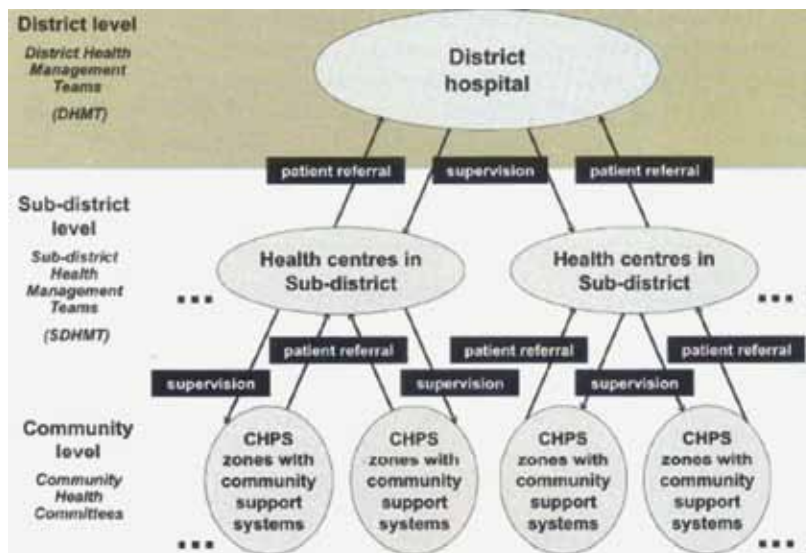 District level
District Health
Management
Teams
(DHMT)
District
hospital
patient referral
supervision
patient referral
Sub-district
level
Sub-district
Health
Management
Teams
(SDHMT)
Health centres in
Sub-district
Health centres in
Sub-district
...
...
patient referral
patient referral
patient referral
supervision
supervision
supervision
Community
level
Community
Health
Committees
CHPS
zones with
community
support
systems
CHPS
zones with
community
support
systems
CHPS
zones with
community
support
systems
CHPS
zones with
community
support
systems
...
...